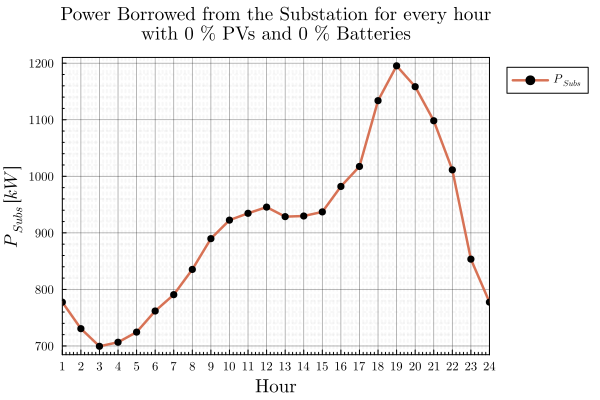 Power Borrowed from the Substation for every hour
with 0 % PVs and 0 % Batteries
P_Subs
1200
1100
1000
900
800
700
P_Subs [kW]
1 2 3 4 5 6 7 8 9 10 11 12 13 14 15 16 17 18 19 20 21 22 23 24
Hour